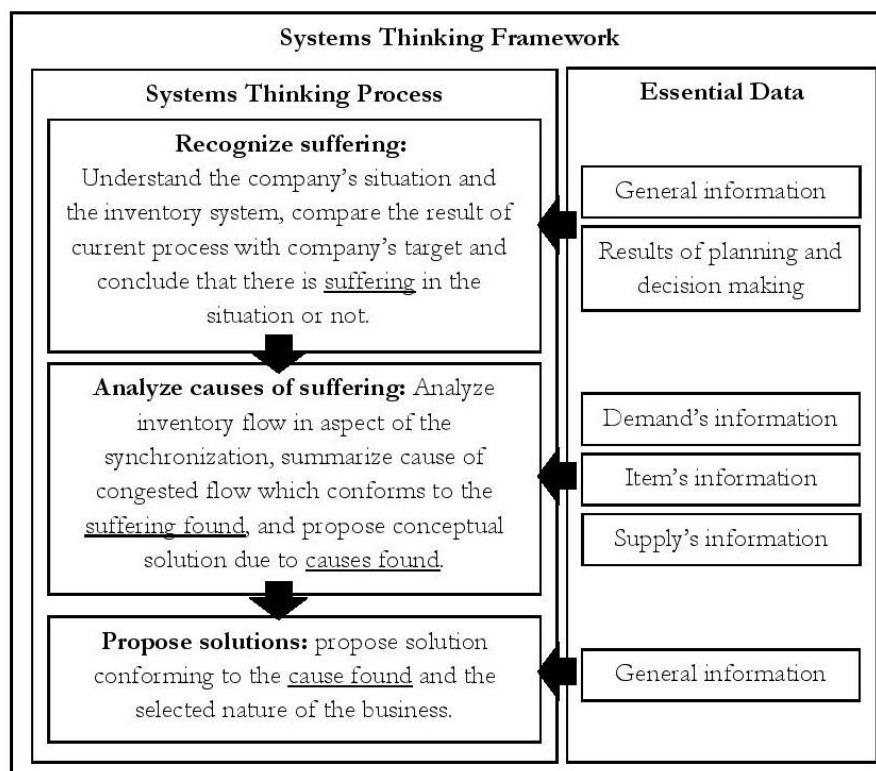 Systems Thinking Framework
Systems Thinking Process
Recognize suffering:
Understand the company's situation and
the inventory system, compare the result of
current process with company's target and
conclude that there is suffering in the
situation or not.
Analyze causes of suffering: Analyze
inventory flow in aspect of the
synchronization, summarize cause of
congested flow which conforms to the
suffering found, and propose conceptual
solution due to causes found.
Propose solutions: propose solution
conforming to the cause found and the
selected nature of the business.
Essential Data
General information
Results of planning and
decision making
Demand's information
Item's information
Supply's information
General information